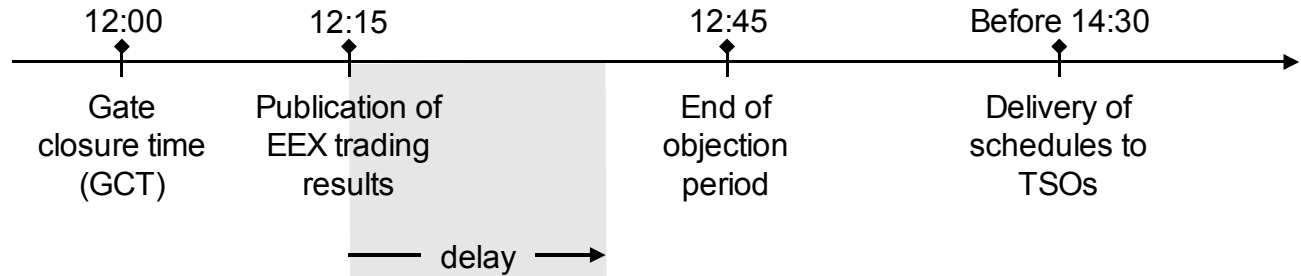 12:00
12:15
12:45
Before 14:30
Gate
closure time
(GCT)
Publication of
EEX trading
results
End of
objection
period
Delivery of
schedules to
TSOs
delay